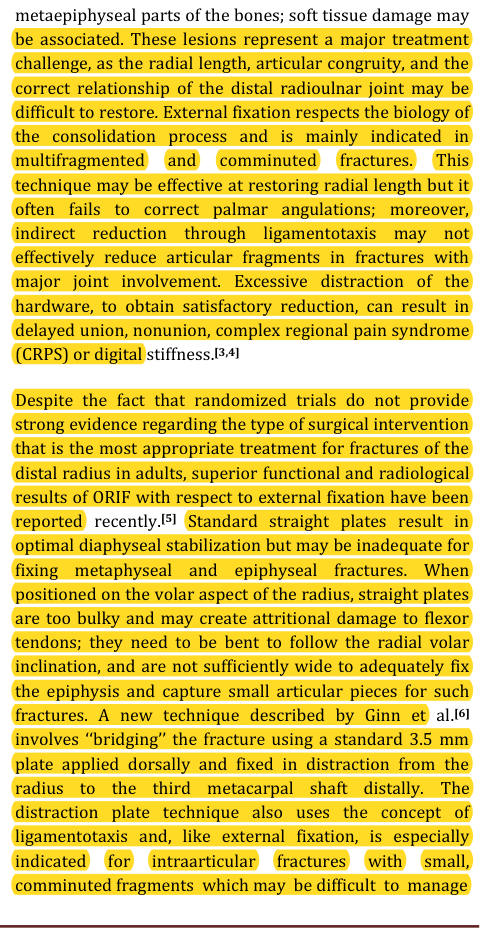 metaepiphyseal parts of the bones; soft tissue damage may
be associated. These lesions represent a major treatment
challenge, as the radial length, articular congruity, and the
correct relationship of the distal radioulnar joint may be
difficult to restore. External fixation respects the biology of
the consolidation process and is mainly indicated in
multifragmented and comminuted fractures. This
technique may be effective at restoring radial length but it
often fails to correct palmar angulations; moreover,
indirect reduction through ligamentotaxis may not
effectively reduce articular fragments in fractures with
major joint involvement. Excessive distraction of the
hardware, to obtain satisfactory reduction, can result in
delayed union, nonunion, complex regional pain syndrome
(CRPS) or digital stiffness.[3,4]
Despite the fact that randomized trials do not provide
strong evidence regarding the type of surgical intervention
that is the most appropriate treatment for fractures of the
distal radius in adults, superior functional and radiological
results of ORIF with respect to external fixation have been
reported recently.[5] Standard straight plates result in
optimal diaphyseal stabilization but may be inadequate for
fixing metaphyseal and epiphyseal fractures. When
positioned on the volar aspect of the radius, straight plates
are too bulky and may create attritional damage to flexor
tendons; they need to be bent to follow the radial volar
inclination, and are not sufficiently wide to adequately fix
the epiphysis and capture small articular pieces for such
fractures. A new technique described by Ginn et al.[6]
involves ‘‘bridging’’ the fracture using a standard 3.5 mm
plate applied dorsally and fixed in distraction from the
radius to the third metacarpal shaft distally. The
distraction plate technique also uses the concept of
ligamentotaxis and, like external fixation, is especially
indicated for intraarticular fractures with small,
comminuted fragments which may be difficult to manage